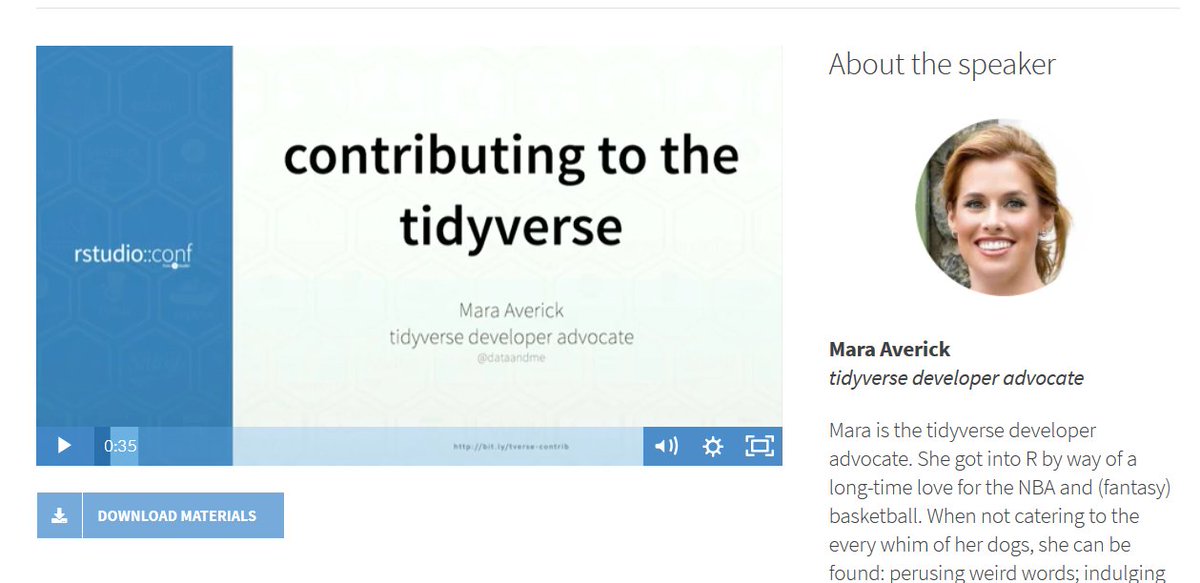 contributing to the
tidyverse
rstudio::conf
Mara Averick
tidyverse developer advocate
@dataandme
0:35
http://bit.ly/tverse-contrib
DOWNLOAD MATERIALS
About the speaker
Mara Averick
tidyverse developer advocate
Mara is the tidyverse developer
advocate. She got into R by way of a
long-time love for the NBA and (fantasy)
basketball. When not catering to the
every whim of her dogs, she can be
found: perusing weird words; indulging